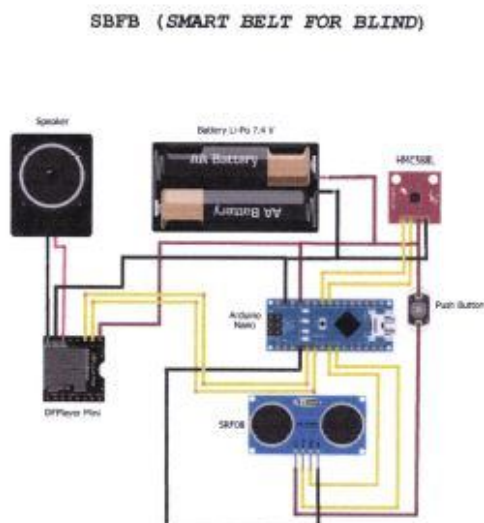 SBFB (SMART BELT FOR BLIND)
Speaker
Battery Li-Po 7.4 V
AA Battery
AA Battery
Push Button
Arduino
Nano
DFPlayer Mini
SRF08